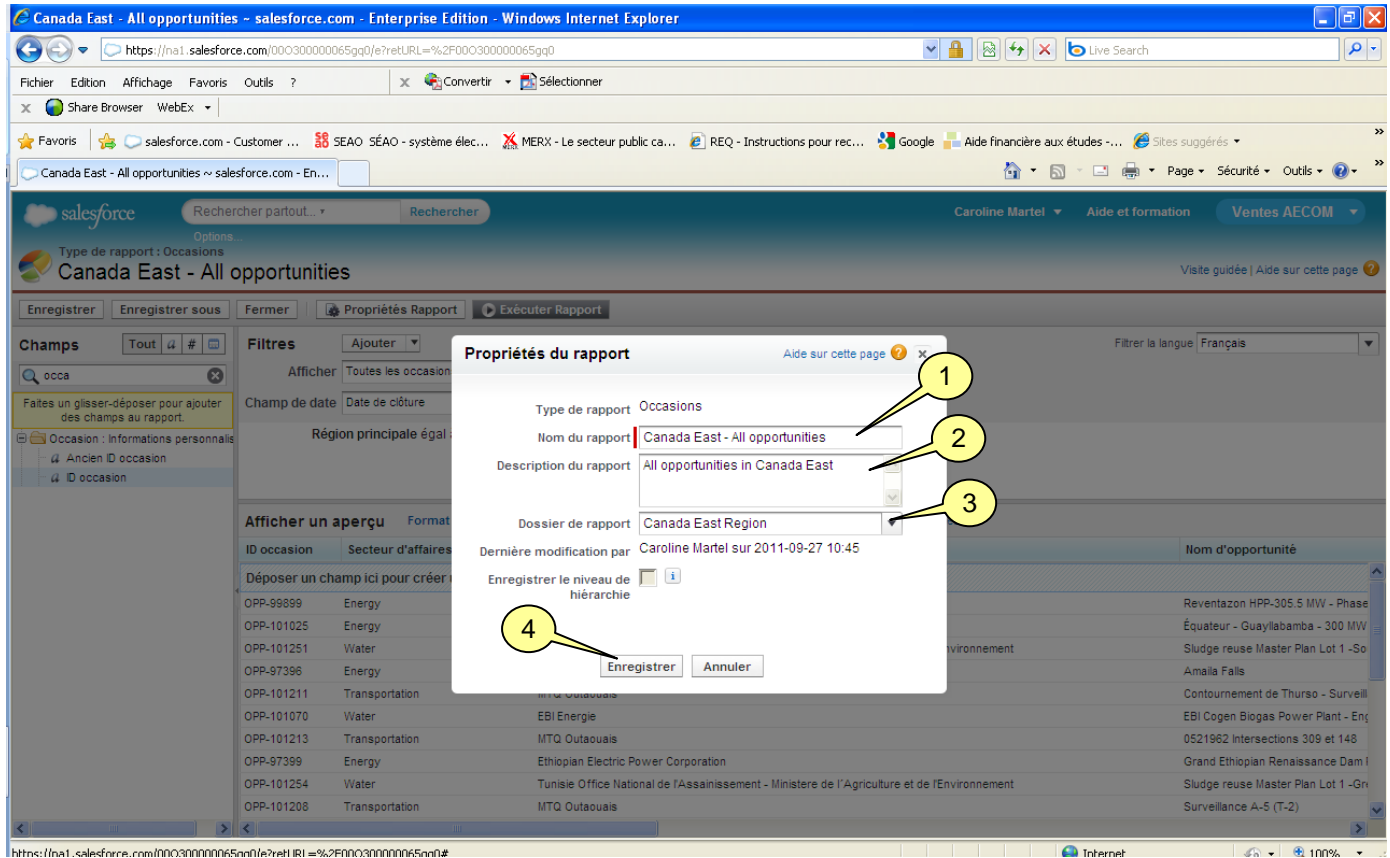 Canada East - All opportunities ~ salesforce.com - Enterprise Edition - Windows Internet Explorer
https://na1.salesforce.com/00O300000065gq0/e?retURL=%2F00O300000065gq0
Live Search
Fichier Edition Affichage Favoris Outils ? x Convertir Sélectionner
x Share Browser WebEx
Favoris salesforce.com - Customer ... SEAO SÉAO - système élec... MERX - Le secteur public ca... REQ - Instructions pour rec... Google Aide financière aux études -... Sites suggérés »
Canada East - All opportunities ~ salesforce.com - En... Page Sécurité Outils »
salesforce Rechercher partout... Rechercher Caroline Martel Aide et formation Ventes AECOM
Options...
Type de rapport : Occasions
Canada East - All opportunities Visite guidée | Aide sur cette page
Enregistrer Enregistrer sous Fermer Propriétés Rapport Exécuter Rapport
Champs Tout a #
occa
Faites un glisser-déposer pour ajouter
des champs au rapport.
Occasion : Informations personnalis
a Ancien ID occasion
a ID occasion
Filtres Ajouter
Filtrer la langue Français
Afficher Toutes les occasion
Champ de date Date de clôture
Région principale égal
Propriétés du rapport Aide sur cette page x
1
Type de rapport Occasions
Nom du rapport Canada East - All opportunities
2
Description du rapport All opportunities in Canada East
3
Dossier de rapport Canada East Region
Dernière modification par Caroline Martel sur 2011-09-27 10:45
Enregistrer le niveau de
hiérarchie
4
Enregistrer Annuler
Afficher un aperçu Format
ID occasion Secteur d'affaires Nom d'opportunité
Déposer un champ ici pour créer
OPP-99899 Energy Reventazon HPP-305.5 MW - Phase
OPP-101025 Energy Équateur - Guayllabamba - 300 MW
OPP-101251 Water vironnement Sludge reuse Master Plan Lot 1 -So
OPP-97396 Energy Amaila Falls
OPP-101211 Transportation MTQ Outaouais Contournement de Thurso - Surveill
OPP-101070 Water EBI Energie EBI Cogen Biogas Power Plant - Eng
OPP-101213 Transportation MTQ Outaouais 0521962 Intersections 309 et 148
OPP-97399 Energy Ethiopian Electric Power Corporation Grand Ethiopian Renaissance Dam
OPP-101254 Water Tunisie Office National de l'Assainissement - Ministere de l'Agriculture et de l'Environnement Sludge reuse Master Plan Lot 1 -Gr
OPP-101208 Transportation MTQ Outaouais Surveillance A-5 (T-2)
https://na1.salesforce.com/00O300000065gq0/e?retURL=%2F00O300000065gq0# Internet 100%